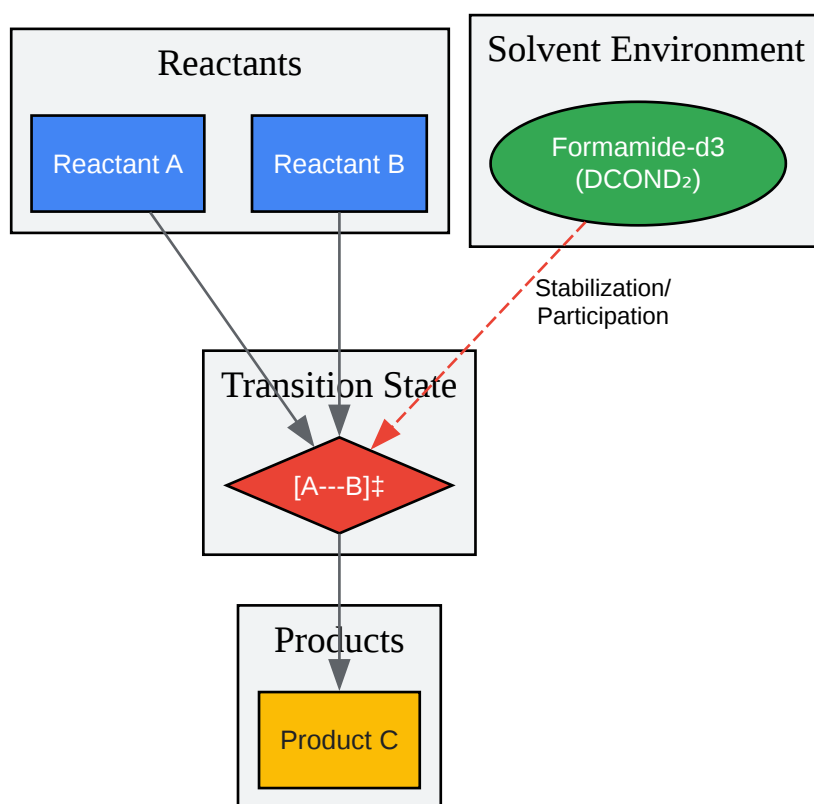 Reactants
Solvent Environment
Reactant A
Reactant B
Formamide-d3
(DCOND₂)
Stabilization/
Participation
Transition State
[A---B]‡
Products
Product C